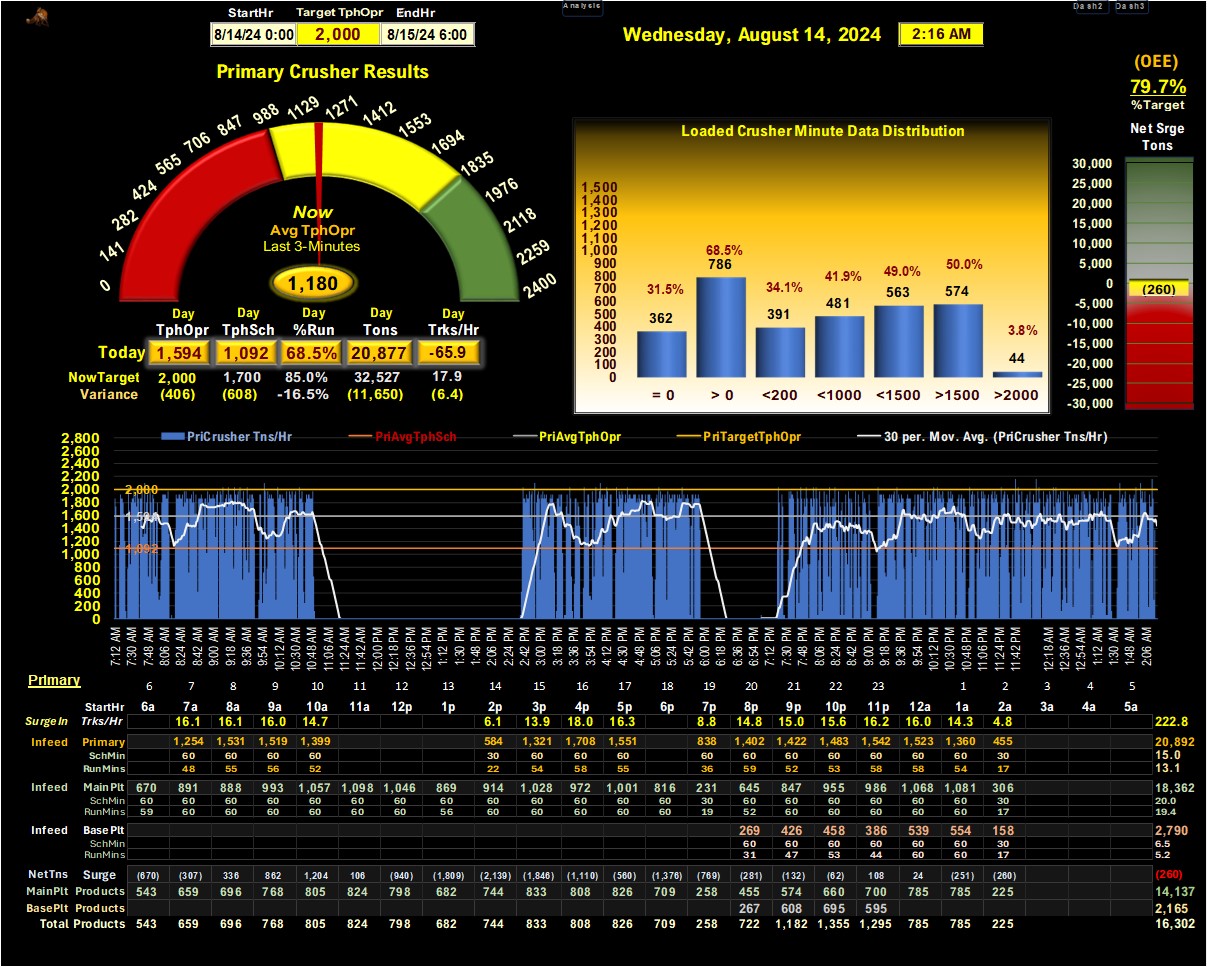 Analysis Dash2 Dash3
StartHr Target TphOpr EndHr
8/14/24 0:00 2,000 8/15/24 6:00
Wednesday, August 14, 2024 2:16 AM
Primary Crusher Results
0 141 282 424 565 706 847 988 1129 1271 1412 1553 1694 1835 1976 2118 2259 2400
Now
Avg TphOpr
Last 3-Minutes
1,180
Day Day Day Day Day
TphOpr TphSch %Run Tons Trks/Hr
Today 1,594 1,092 68.5% 20,877 -65.9
NowTarget 2,000 1,700 85.0% 32,527 17.9
Variance (406) (608) -16.5% (11,650) (6.4)
Loaded Crusher Minute Data Distribution
1,500
1,400
1,300
1,200
1,100
1,000
900
800
700
600
500
400
300
200
100
0
31.5% 68.5% 34.1% 41.9% 49.0% 50.0% 3.8%
362 786 391 481 563 574 44
= 0 > 0 <200 <1000 <1500 >1500 >2000
(OEE)
79.7%
%Target
Net Srge
Tons
30,000
25,000
20,000
15,000
10,000
5,000
0
-5,000
-10,000
-15,000
-20,000
-25,000
-30,000
(260)
PriCrusher Tns/Hr PriAvgTphSch PriAvgTphOpr PriTargetTphOpr 30 per. Mov. Avg. (PriCrusher Tns/Hr)
2,800
2,600
2,400
2,200
2,000
1,800
1,600
1,400
1,200
1,000
800
600
400
200
0
2,000
1,594
1,092
7:12 AM 7:30 AM 7:48 AM 8:06 AM 8:24 AM 8:42 AM 9:00 AM 9:18 AM 9:36 AM 9:54 AM 10:12 AM 10:30 AM 10:48 AM 11:06 AM 11:24 AM 11:42 AM 12:00 PM 12:18 PM 12:36 PM 12:54 PM 1:12 PM 1:30 PM 1:48 PM 2:06 PM 2:24 PM 2:42 PM 3:00 PM 3:18 PM 3:36 PM 3:54 PM 4:12 PM 4:30 PM 4:48 PM 5:06 PM 5:24 PM 5:42 PM 6:00 PM 6:18 PM 6:36 PM 6:54 PM 7:12 PM 7:30 PM 7:48 PM 8:06 PM 8:24 PM 8:42 PM 9:00 PM 9:18 PM 9:36 PM 9:54 PM 10:12 PM 10:30 PM 10:48 PM 11:06 PM 11:24 PM 11:42 PM 12:18 AM 12:36 AM 12:54 AM 1:12 AM 1:30 AM 1:48 AM 2:06 AM
Primary 6 7 8 9 10 11 12 13 14 15 16 17 18 19 20 21 22 23 1 2 3 4 5
StartHr 6a 7a 8a 9a 10a 11a 12p 1p 2p 3p 4p 5p 6p 7p 8p 9p 10p 11p 12a 1a 2a 3a 4a 5a
SurgeIn Trks/Hr 16.1 16.1 16.0 14.7 6.1 13.9 18.0 16.3 8.8 14.8 15.0 15.6 16.2 16.0 14.3 4.8 222.8
Infeed Primary 1,254 1,531 1,519 1,399 584 1,321 1,708 1,551 838 1,402 1,422 1,483 1,542 1,523 1,360 455 20,892
SchMin 60 60 60 60 30 60 60 60 60 60 60 60 60 60 60 30 15.0
RunMins 48 55 56 52 22 54 58 55 36 59 52 53 58 58 54 17 13.1
Infeed MainPlt 670 891 888 993 1,057 1,098 1,046 869 914 1,028 972 1,001 816 231 645 847 955 986 1,068 1,081 306 18,362
SchMin 60 60 60 60 60 60 60 60 60 60 60 60 60 30 60 60 60 60 60 60 30 20.0
RunMins 59 60 60 60 60 60 60 56 60 60 60 60 60 19 52 60 60 60 60 60 17 19.4
Infeed BasePlt 269 426 458 386 539 554 158 2,790
SchMin 60 60 60 60 60 60 30 6.5
RunMins 31 47 53 44 60 60 17 5.2
NetTns Surge (670) (307) 336 862 1,204 106 (940) (1,809) (2,139) (1,846) (1,110) (560) (1,376) (769) (281) (132) (62) 108 24 (251) (260) (260)
MainPlt Products 543 659 696 768 805 824 798 682 744 833 808 826 709 258 455 574 660 700 785 785 225 14,137
BasePlt Products 267 608 695 595 2,165
Total Products 543 659 696 768 805 824 798 682 744 833 808 826 709 258 722 1,182 1,355 1,295 785 785 225 16,302